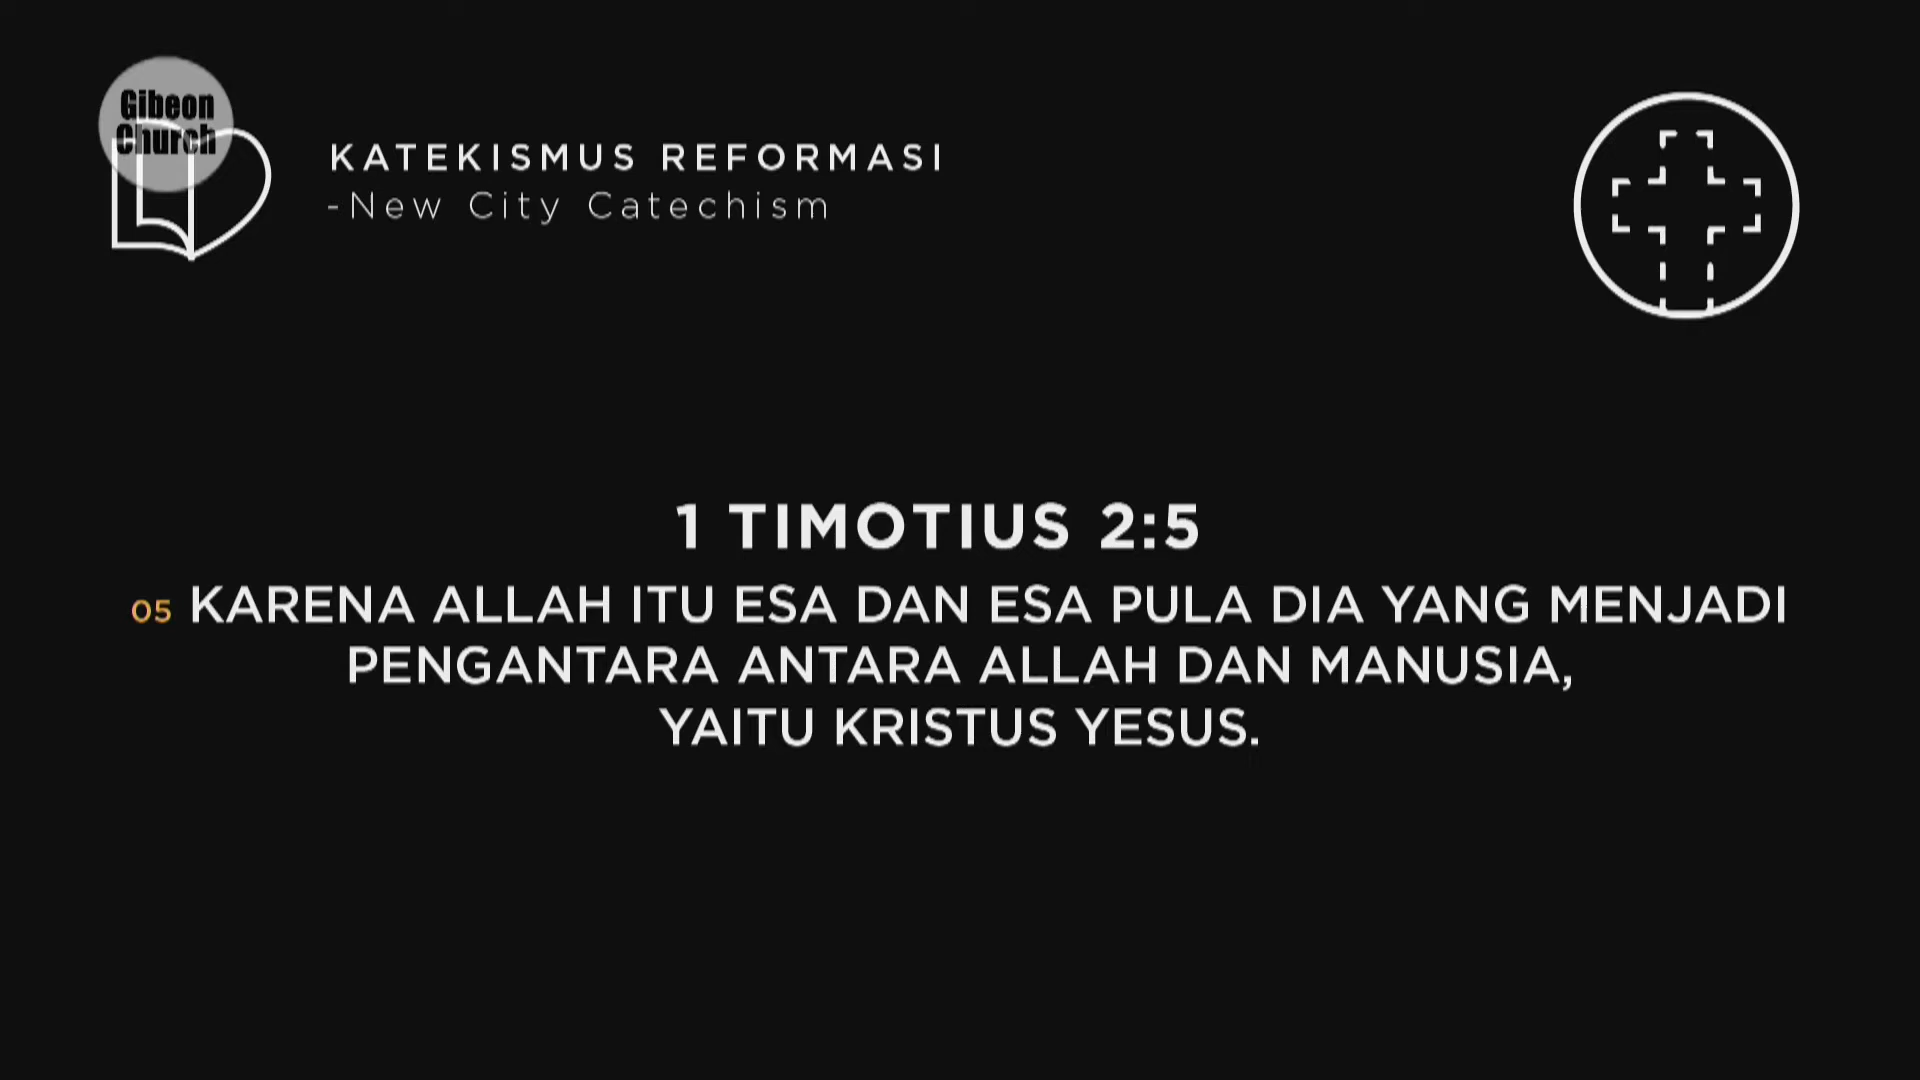 Gibeon
Church
KATEKISMUS REFORMASI
-New City Catechism
1 TIMOTIUS 2:5
05 KARENA ALLAH ITU ESA DAN ESA PULA DIA YANG MENJADI
PENGANTARA ANTARA ALLAH DAN MANUSIA,
YAITU KRISTUS YESUS.